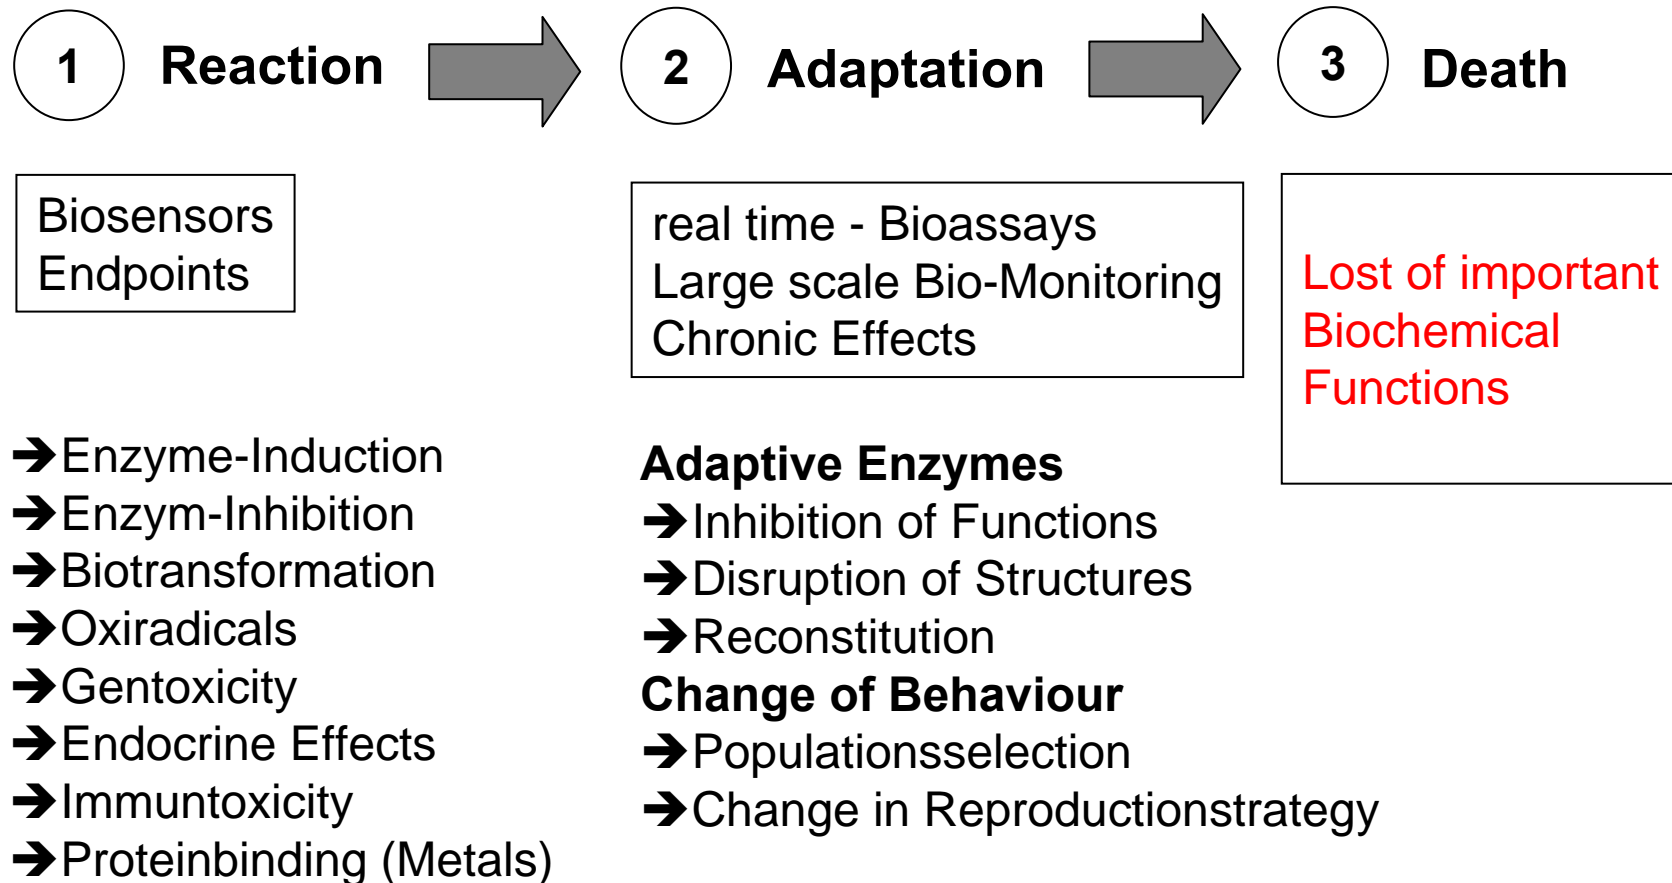 1 Reaction
2 Adaptation
3 Death
Biosensors
Endpoints
real time - Bioassays
Large scale Bio-Monitoring
Chronic Effects
Lost of important
Biochemical
Functions
➔Enzyme-Induction
➔Enzym-Inhibition
➔Biotransformation
➔Oxiradicals
➔Gentoxicity
➔Endocrine Effects
➔Immuntoxicity
➔Proteinbinding (Metals)
Adaptive Enzymes
➔Inhibition of Functions
➔Disruption of Structures
➔Reconstitution
Change of Behaviour
➔Populationsselection
➔Change in Reproductionstrategy